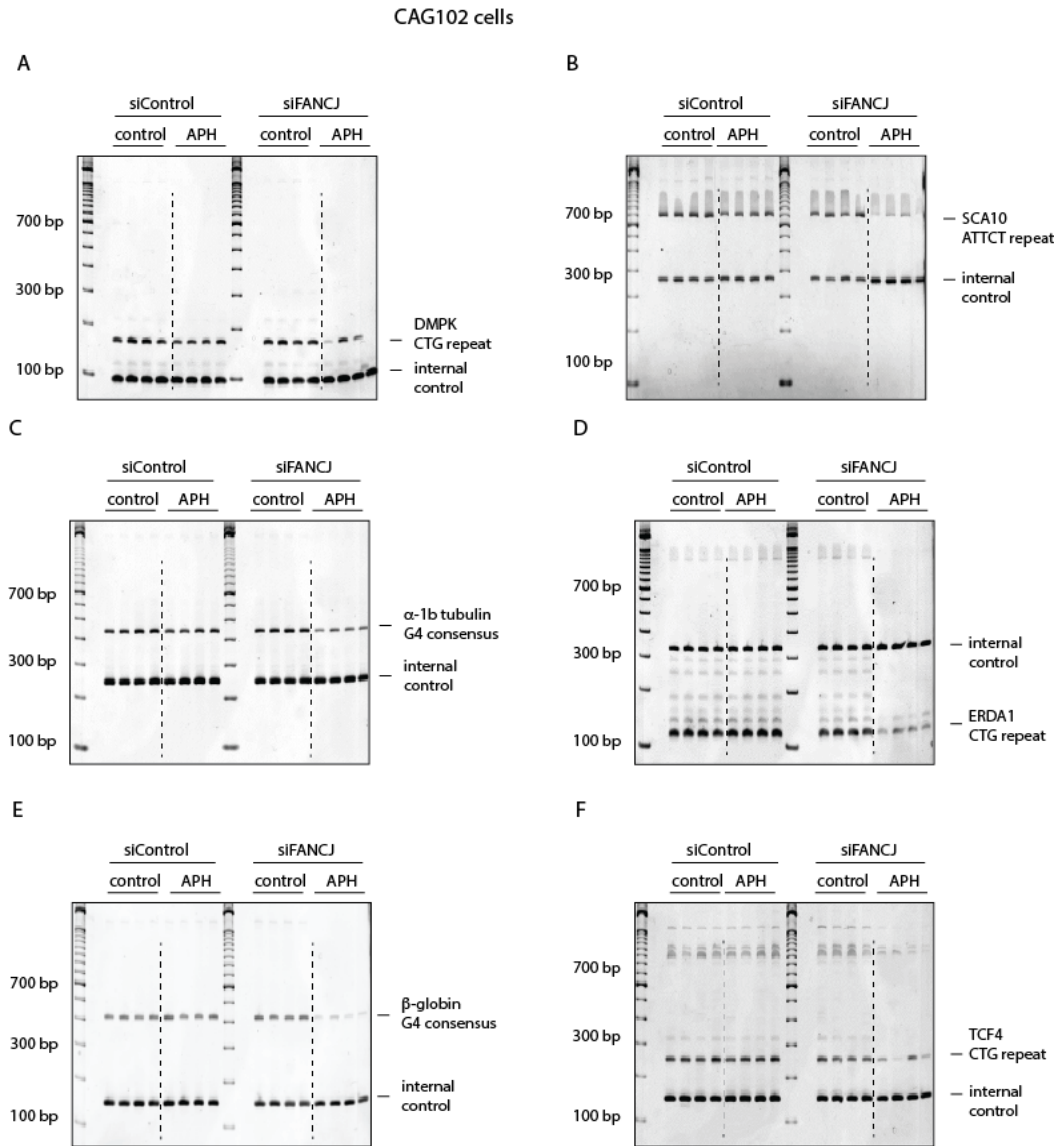 CAG102 cells
A
siControl siFANCJ
control APH control APH
700 bp
300 bp
100 bp
DMPK
CTG repeat
internal
control
B
siControl siFANCJ
control APH control APH
700 bp
300 bp
100 bp
SCA10
ATTCT repeat
internal
control
C
siControl siFANCJ
control APH control APH
700 bp
300 bp
100 bp
α-1b tubulin
G4 consensus
internal
control
D
siControl siFANCJ
control APH control APH
700 bp
300 bp
100 bp
internal
control
ERDA1
CTG repeat
E
siControl siFANCJ
control APH control APH
700 bp
300 bp
100 bp
β-globin
G4 consensus
internal
control
F
siControl siFANCJ
control APH control APH
700 bp
300 bp
100 bp
TCF4
CTG repeat
internal
control